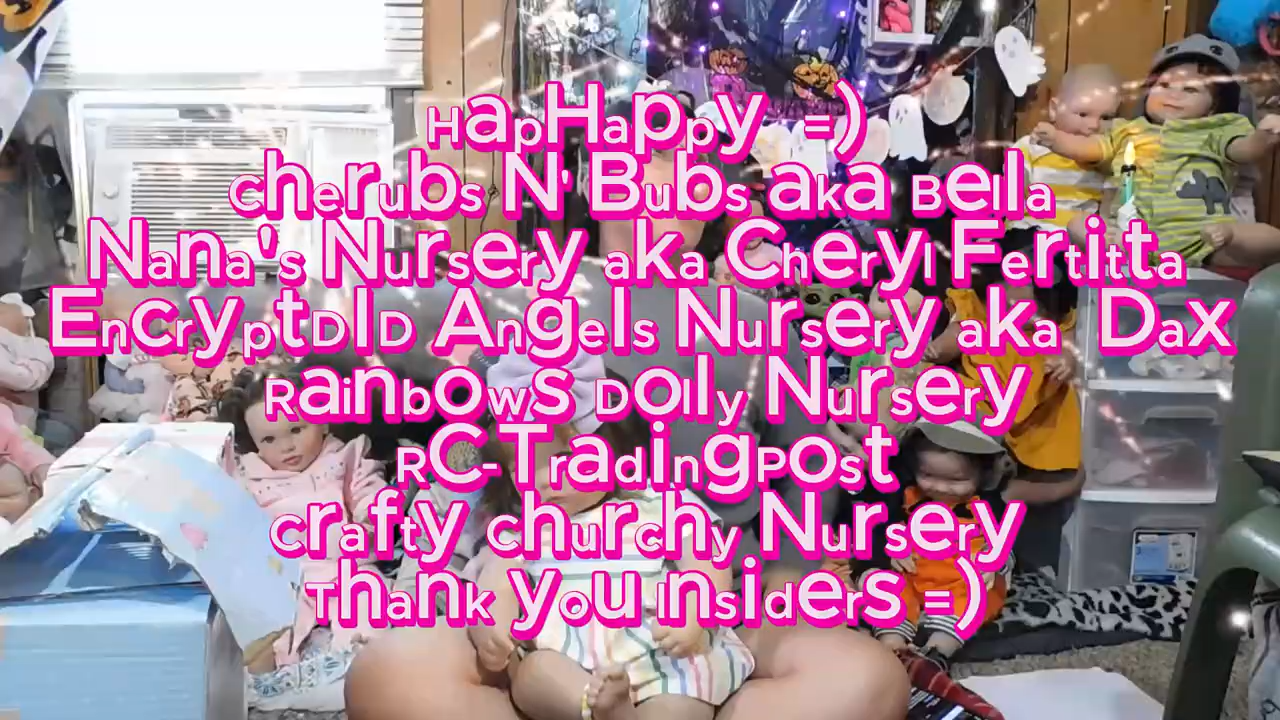 HapHappy =)
Cherubs N' Bubs aka Bella
Nana's Nursery aka Cheryl Fertitta
EncryptDID Angels Nursery aka Dax
Rainbows Dolly Nursery
RC-TradingPost
Crafty Churchy Nursery
Thank you Insiders =)